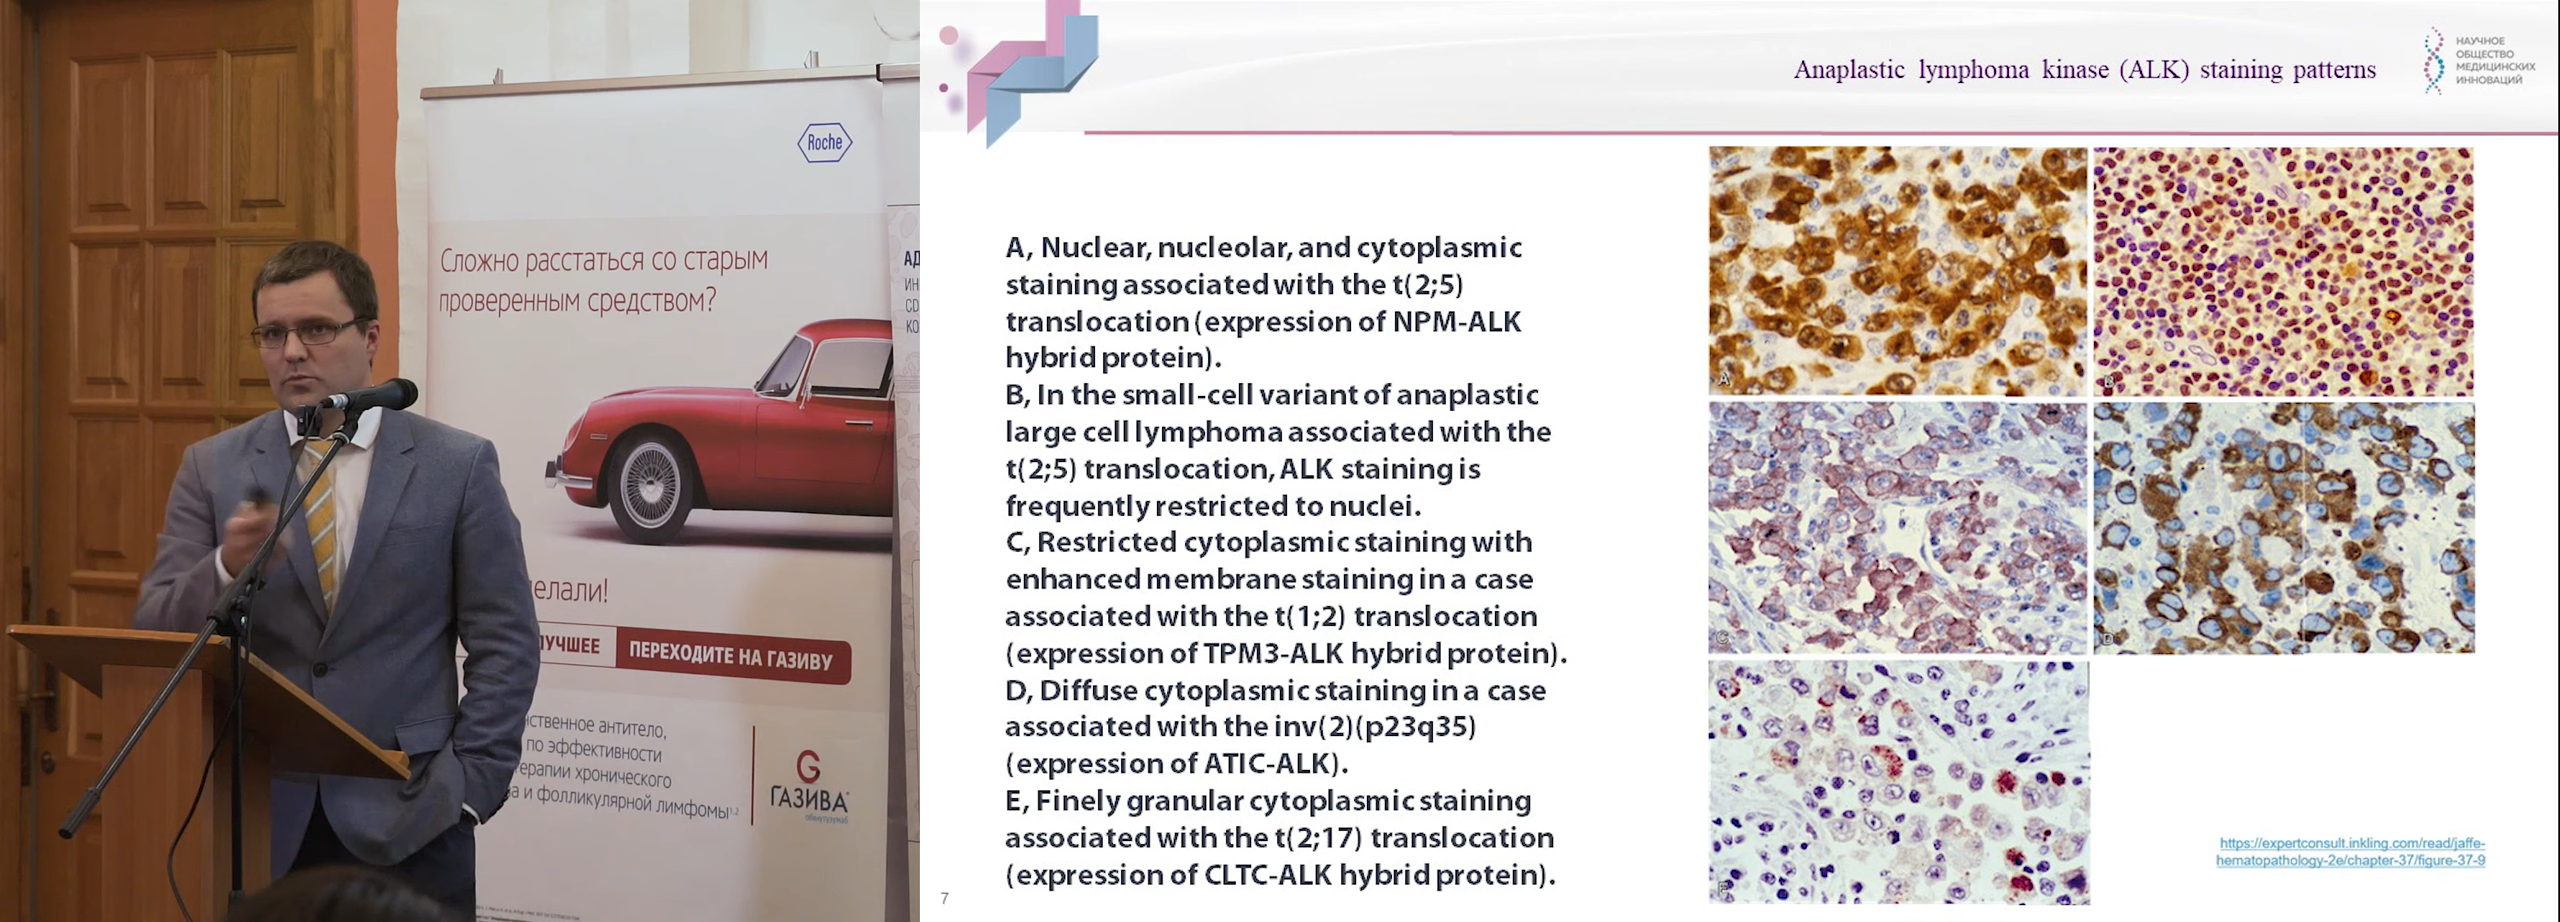 Roche
Сложно расстаться со старым
проверенным средством?
елали!
ЛУЧШЕЕ
ПЕРЕХОДИТЕ НА ГАЗИВУ
нственное антитело,
по эффективности
терапии хронического
а и фолликулярной лимфомы¹,²
G
ГАЗИВА
обинутузумаб
АД
ИН
CD
КО
Anaplastic lymphoma kinase (ALK) staining patterns
НАУЧНОЕ
ОБЩЕСТВО
МЕДИЦИНСКИХ
ИННОВАЦИЙ
A, Nuclear, nucleolar, and cytoplasmic
staining associated with the t(2;5)
translocation (expression of NPM-ALK
hybrid protein).
B, In the small-cell variant of anaplastic
large cell lymphoma associated with the
t(2;5) translocation, ALK staining is
frequently restricted to nuclei.
C, Restricted cytoplasmic staining with
enhanced membrane staining in a case
associated with the t(1;2) translocation
(expression of TPM3-ALK hybrid protein).
D, Diffuse cytoplasmic staining in a case
associated with the inv(2)(p23q35)
(expression of ATIC-ALK).
E, Finely granular cytoplasmic staining
associated with the t(2;17) translocation
(expression of CLTC-ALK hybrid protein).
A
B
C
D
E
https://expertconsult.inkling.com/read/jaffe-
hematopathology-2e/chapter-37/figure-37-9
7